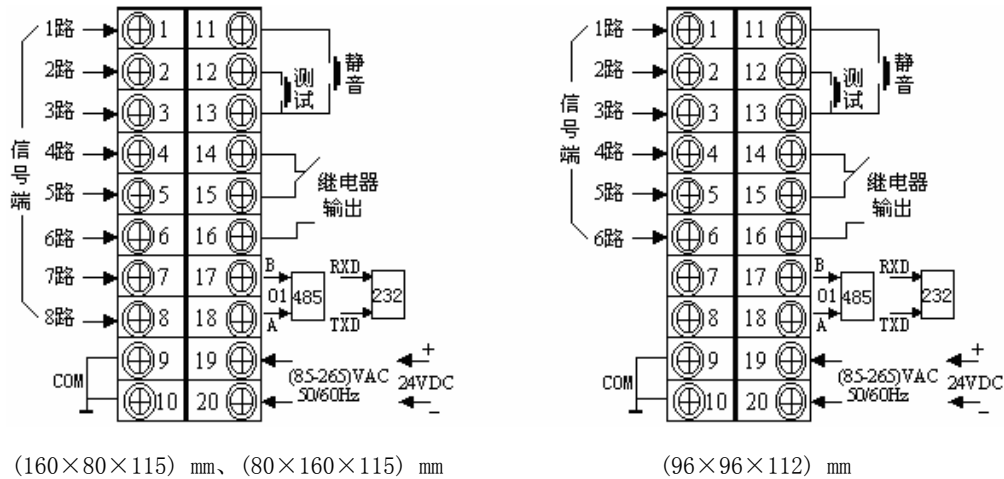 1路 1 11
2路 2 12 测试 静音
3路 3 13
信号端
4路 4 14
5路 5 15 继电器
6路 6 16 输出
7路 7 17 B RXD
01 485 232
8路 8 18 A TXD
9 19 +
COM (85-265)VAC 24VDC
50/60Hz
10 20 −
(160×80×115) mm、(80×160×115) mm
1路 1 11
2路 2 12 测试 静音
3路 3 13
信号端
4路 4 14
5路 5 15 继电器
6路 6 16 输出
7 17 B RXD
01 485 232
8 18 A TXD
9 19 +
COM (85-265)VAC 24VDC
50/60Hz
10 20 −
(96×96×112) mm